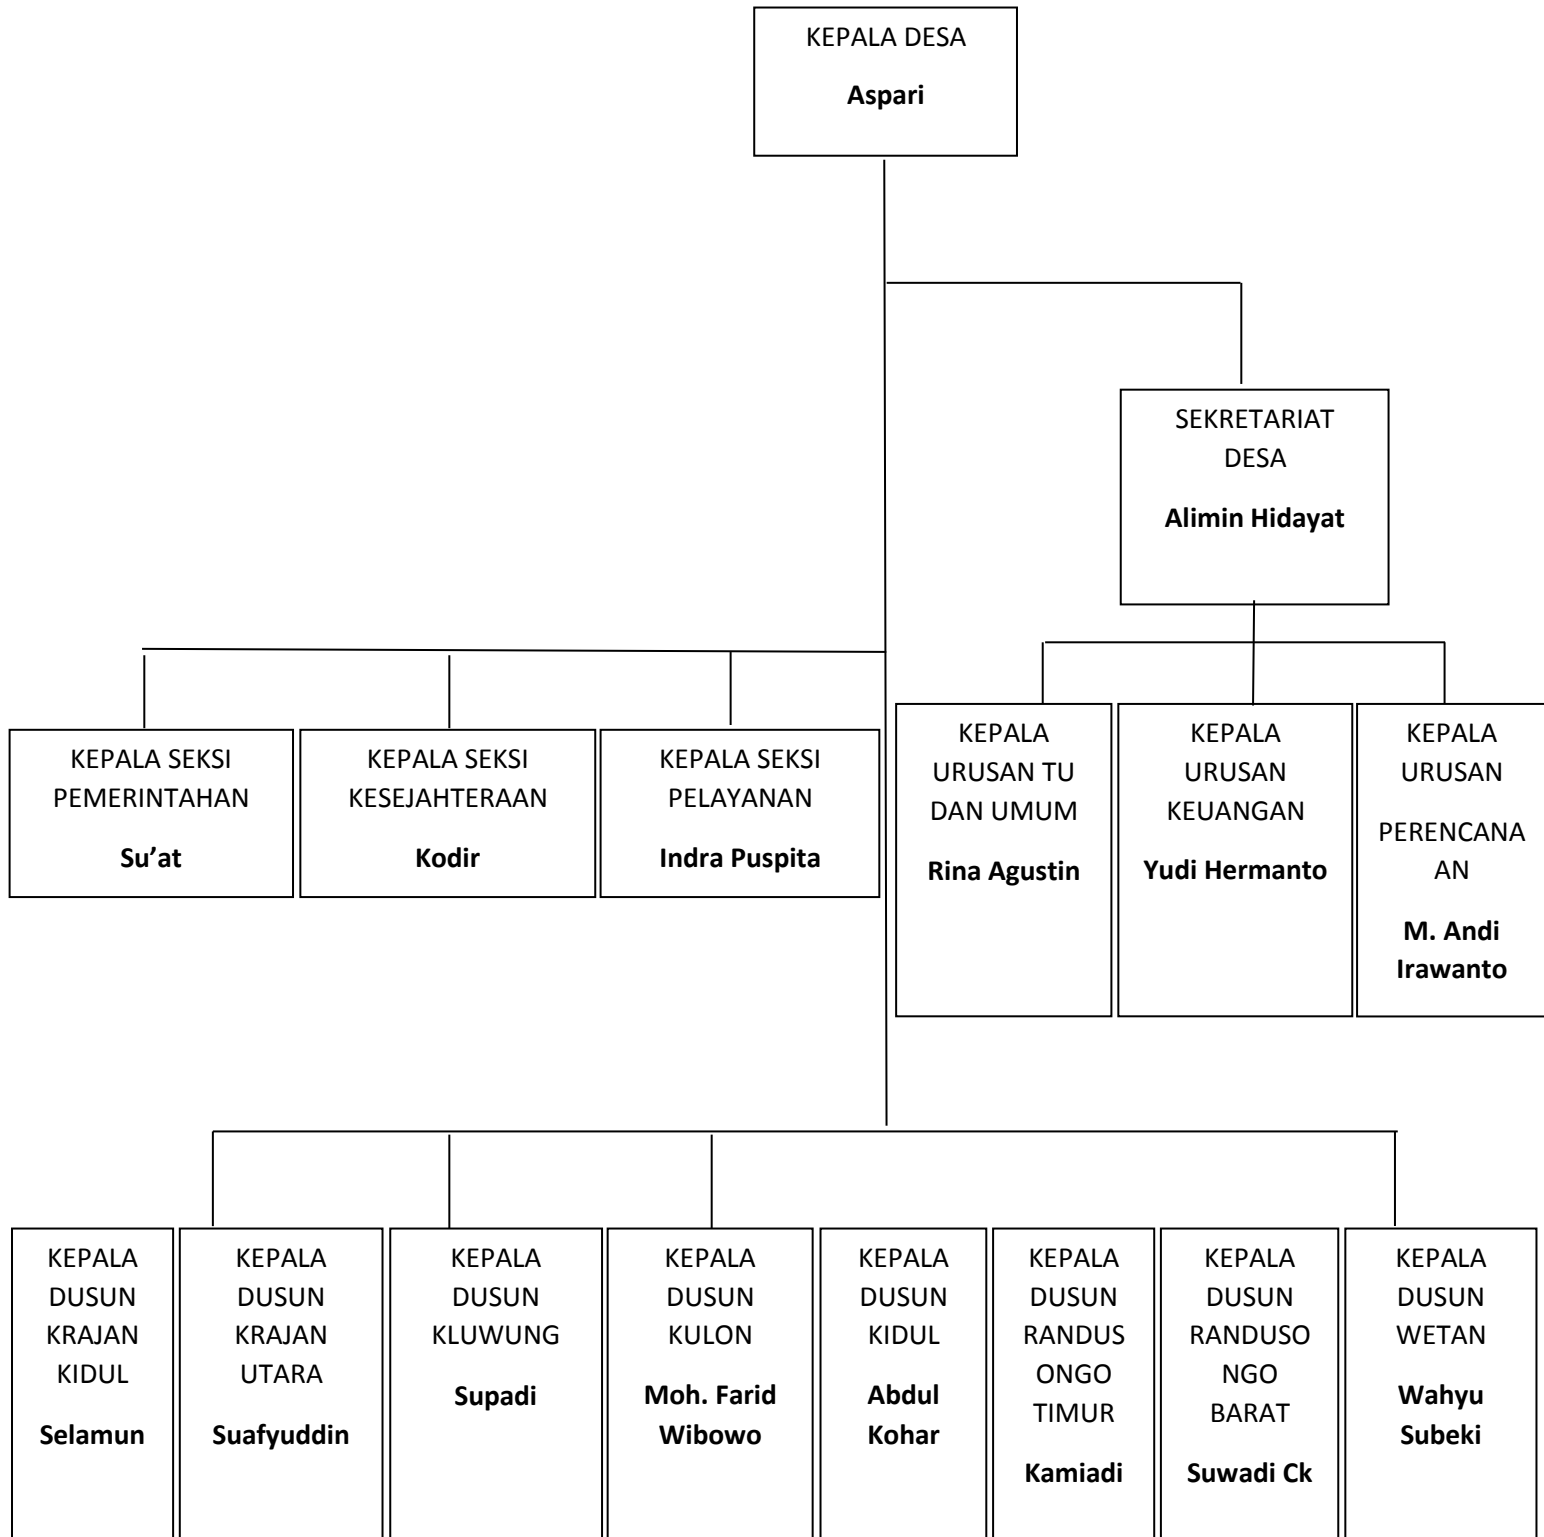 KEPALA DESA
Aspari
SEKRETARIAT
DESA
Alimin Hidayat
KEPALA SEKSI
PEMERINTAHAN
Su’at
KEPALA SEKSI
KESEJAHTERAAN
Kodir
KEPALA SEKSI
PELAYANAN
Indra Puspita
KEPALA
URUSAN TU
DAN UMUM
Rina Agustin
KEPALA
URUSAN
KEUANGAN
Yudi Hermanto
KEPALA
URUSAN
PERENCANA
AN
M. Andi
Irawanto
KEPALA
DUSUN
KRAJAN
KIDUL
Selamun
KEPALA
DUSUN
KRAJAN
UTARA
Suafyuddin
KEPALA
DUSUN
KLUWUNG
Supadi
KEPALA
DUSUN
KULON
Moh. Farid
Wibowo
KEPALA
DUSUN
KIDUL
Abdul
Kohar
KEPALA
DUSUN
RANDUS
ONGO
TIMUR
Kamiadi
KEPALA
DUSUN
RANDUSO
NGO
BARAT
Suwadi Ck
KEPALA
DUSUN
WETAN
Wahyu
Subeki